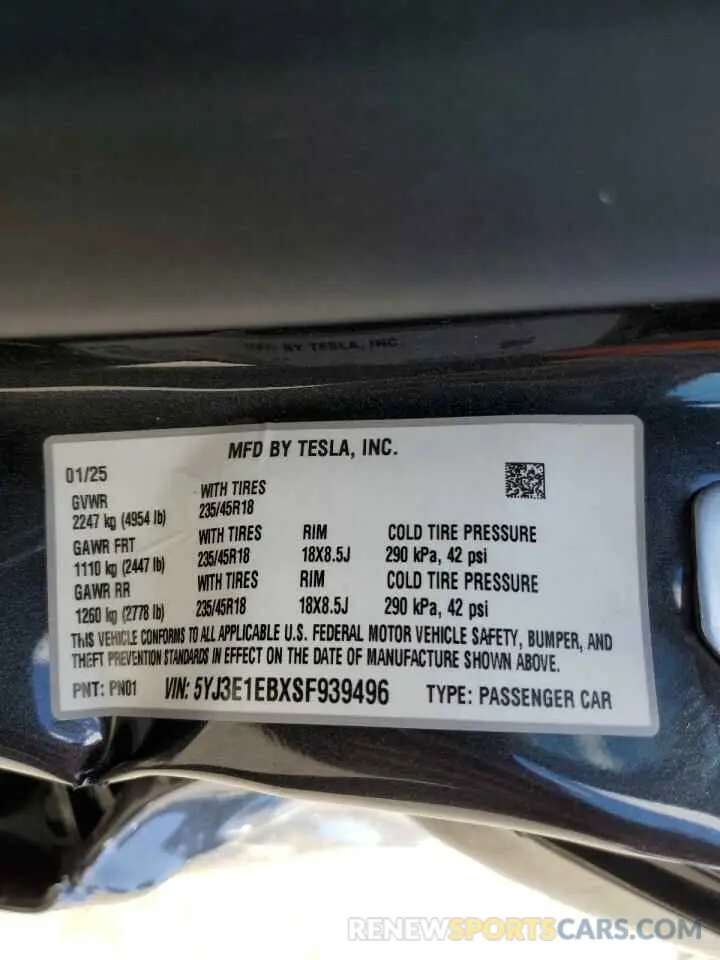 MFD BY TESLA, INC.
MFD BY TESLA, INC.
01/25
GVWR WITH TIRES
2247 kg (4954 lb) 235/45R18
GAWR FRT WITH TIRES RIM COLD TIRE PRESSURE
1110 kg (2447 lb) 235/45R18 18X8.5J 290 kPa, 42 psi
GAWR RR WITH TIRES RIM COLD TIRE PRESSURE
1260 kg (2778 lb) 235/45R18 18X8.5J 290 kPa, 42 psi
THIS VEHICLE CONFORMS TO ALL APPLICABLE U.S. FEDERAL MOTOR VEHICLE SAFETY, BUMPER, AND
THEFT PREVENTION STANDARDS IN EFFECT ON THE DATE OF MANUFACTURE SHOWN ABOVE.
PNT: PN01 VIN: 5YJ3E1EBXSF939496 TYPE: PASSENGER CAR
RENEWSPORTSCARS.COM